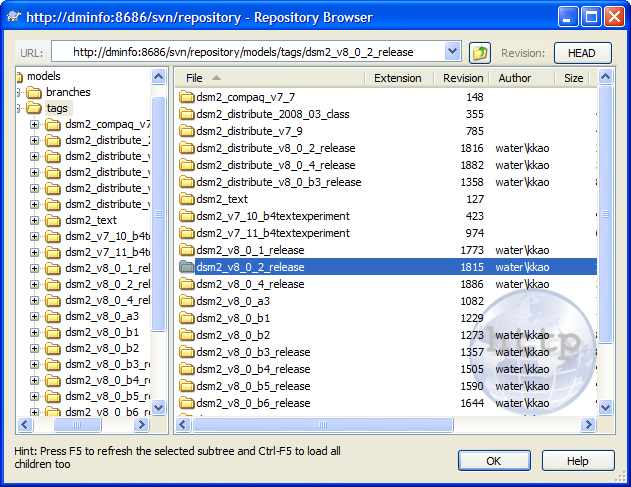 http://dminfo:8686/svn/repository - Repository Browser
URL: http://dminfo:8686/svn/repository/models/tags/dsm2_v8_0_2_release Revision: HEAD
models
branches
tags
dsm2_compaq_v7
dsm2_distribute_2
dsm2_distribute_v
dsm2_distribute_v
dsm2_distribute_v
dsm2_distribute_v
dsm2_text
dsm2_v7_10_b4te
dsm2_v7_11_b4te
dsm2_v8_0_1_rel
dsm2_v8_0_2_rel
dsm2_v8_0_4_rel
dsm2_v8_0_a3
dsm2_v8_0_b1
dsm2_v8_0_b2
dsm2_v8_0_b3_r
dsm2_v8_0_b4_r
dsm2_v8_0_b5_r
dsm2_v8_0_b6_r
File Extension Revision Author Size
dsm2_compaq_v7_7 148
dsm2_distribute_2008_03_class 355
dsm2_distribute_v7_9 785
dsm2_distribute_v8_0_2_release 1816 water\kkao
dsm2_distribute_v8_0_4_release 1882 water\kkao
dsm2_distribute_v8_0_b3_release 1358 water\kkao
dsm2_text 127
dsm2_v7_10_b4textexperiment 423
dsm2_v7_11_b4textexperiment 974
dsm2_v8_0_1_release 1773 water\kkao
dsm2_v8_0_2_release 1815 water\kkao
dsm2_v8_0_4_release 1886 water\kkao
dsm2_v8_0_a3 1082
dsm2_v8_0_b1 1229
dsm2_v8_0_b2 1273 water\kkao
dsm2_v8_0_b3_release 1357 water\kkao
dsm2_v8_0_b4_release 1505 water\kkao
dsm2_v8_0_b5_release 1590 water\kkao
dsm2_v8_0_b6_release 1644 water\kkao
http
Hint: Press F5 to refresh the selected subtree and Ctrl-F5 to load all
children too
OK Help